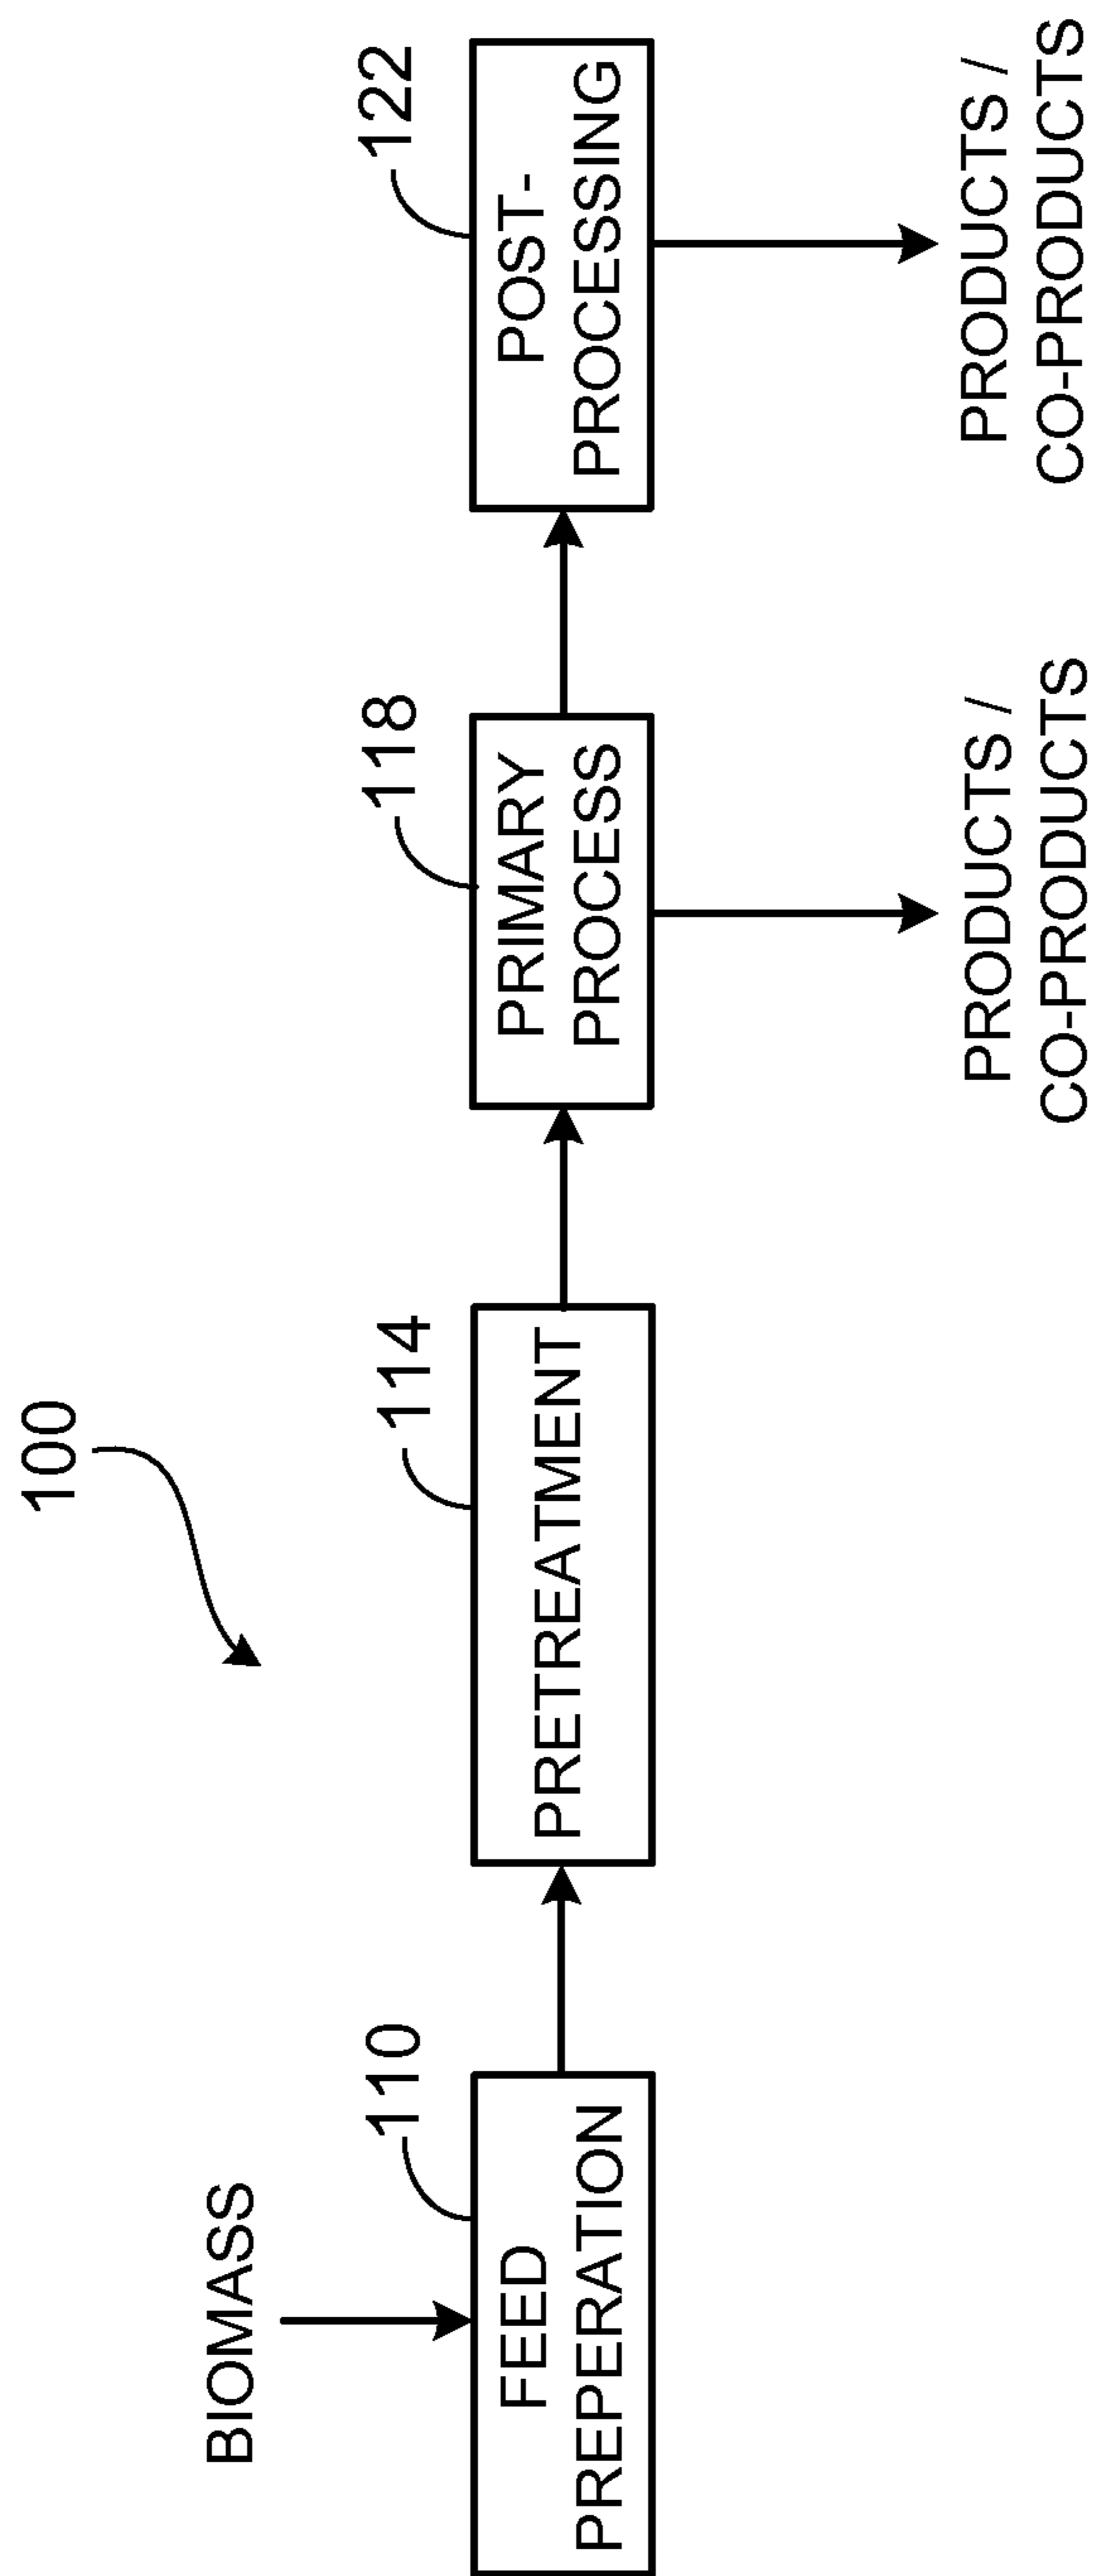 100
BIOMASS
110
FEED
PREPERATION
114
PRETREATMENT
118
PRIMARY
PROCESS
PRODUCTS /
CO-PRODUCTS
122
POST-
PROCESSING
PRODUCTS /
CO-PRODUCTS